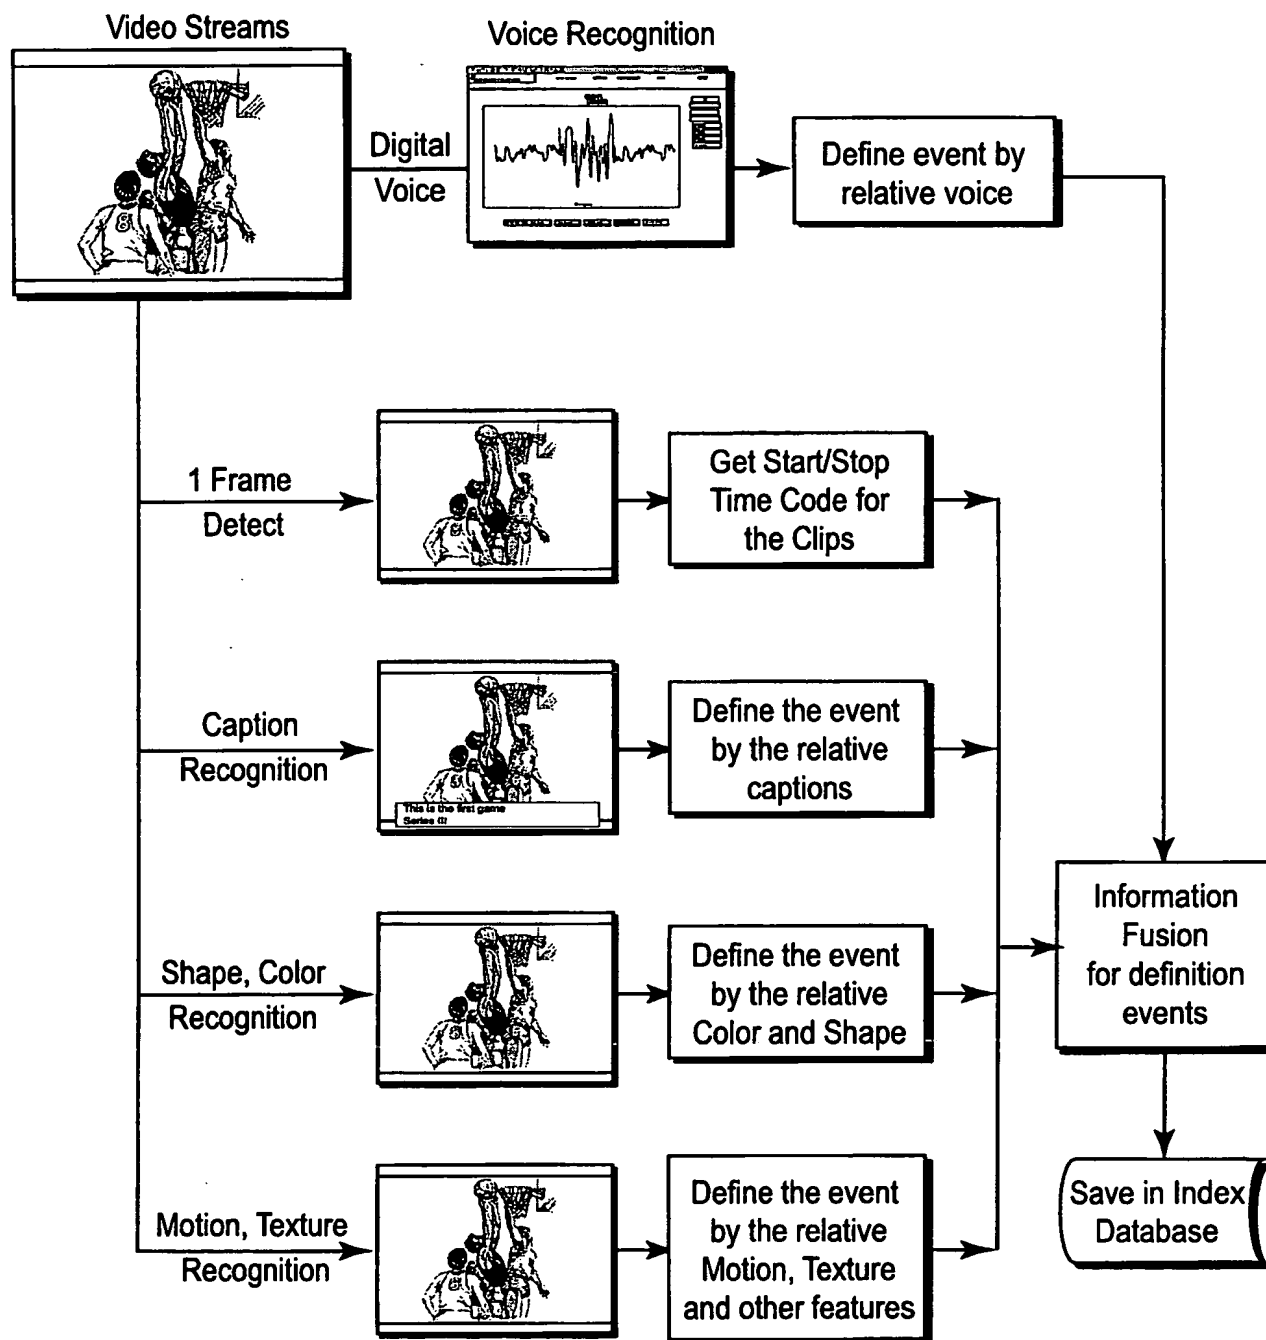 Video Streams
Voice Recognition
Digital
Voice
Define event by
relative voice
8
1 Frame
Detect
Get Start/Stop
Time Code for
the Clips
Caption
Recognition
This is the first game
Series
Define the event
by the relative
captions
Shape, Color
Recognition
Define the event
by the relative
Color and Shape
Information
Fusion
for definition
events
Motion, Texture
Recognition
Define the event
by the relative
Motion, Texture
and other features
Save in Index
Database